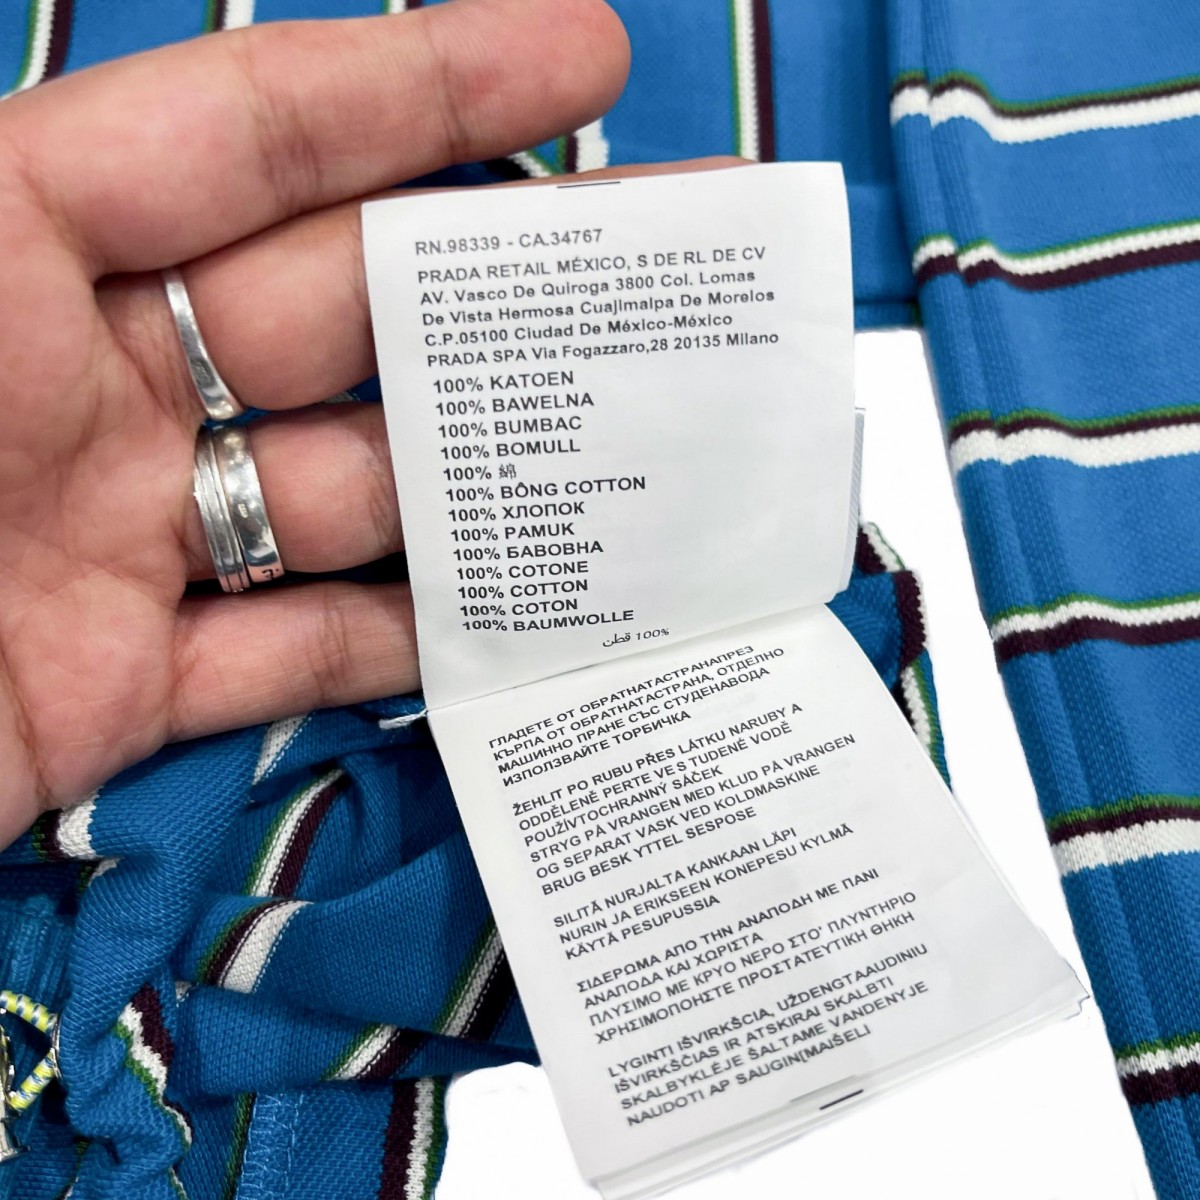 RN.98339 - CA.34767
PRADA RETAIL MÉXICO, S DE RL DE CV
AV. Vasco De Quiroga 3800 Col. Lomas
De Vista Hermosa Cuajlmalpa De Morelos
C.P.05100 Ciudad De México-México
PRADA SPA Via Fogazzaro,28 20135 Milano
100% KATOEN
100% BAWELNA
100% BUMBAC
100% BOMULL
100% 綿
100% BÔNG COTTON
100% ХЛОПОК
100% PAMUK
100% БАВОВНА
100% COTONE
100% COTTON
100% COTON
100% BAUMWOLLE
100% قطن
ГЛАДЕТЕ ОТ ОБРАТНАТАСТРАНАПРЕЗ
КЪРПА ОТ ОБРАТНАТАСТРАНА, ОТДЕЛНО
МАШИННО ПРАНЕ СЪС СТУДЕНАВОДА
ИЗПОЛЗВАЙТЕ ТОРБИЧКА
ŽEHLIT PO RUBU PŘES LÁTKU NARUBY A
ODDĚLENĚ PERTE VE S TUDENÉ VODĚ
POUŽÍVTOCHRANNÝ SÁČEK
STRYG PÅ VRANGEN MED KLUD PÅ VRANGEN
OG SEPARAT VASK VED KOLDMASKINE
BRUG BESK YTTEL SESPOSE
SILITÄ NURJALTA KANKAAN LÄPI
NURIN JA ERIKSEEN KONEPESU KYLMÄ
KÄYTÄ PESUPUSSIA
ΣΙΔΕΡΩΜΑ ΑΠΟ ΤΗΝ ΑΝΑΠΟΔΗ ΜΕ ΠΑΝΙ
ΑΝΑΠΟΔΑ ΚΑΙ ΧΩΡΙΣΤΑ
ΠΛΥΣΙΜΟ ΜΕ ΚΡΥΟ ΝΕΡΟ ΣΤΟ' ΠΛΥΝΤΗΡΙΟ
ΧΡΗΣΙΜΟΠΟΗΣΤΕ ΠΡΟΣΤΑΤΕΥΤΙΚΗ ΘΗΚΗ
LYGINTI IŠVIRKŠCIA, UŽDENGTAAUDINIU
IŠVIRKŠČIAS IR ATSKIRAI SKALBTI
SKALBYKLĖJE ŠALTAME VANDENYJE
NAUDOTI AP SAUGIN[MAIŠELI